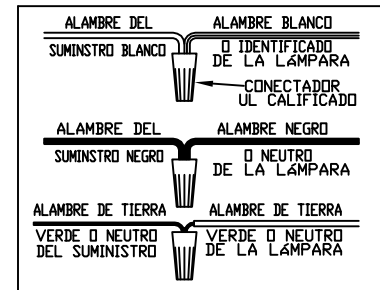 ALAMBRE DEL
SUMINSTRO BLANCO
ALAMBRE BLANCO
O IDENTIFICADO
DE LA LáMPARA
CONECTADOR
UL CALIFICADO
ALAMBRE DEL
SUMINSTRO NEGRO
ALAMBRE NEGRO
O NEUTRO
DE LA LáMPARA
ALAMBRE DE TIERRA
VERDE O NEUTRO
DEL SUMINISTRO
ALAMBRE DE TIERRA
VERDE O NEUTRO
DE LA LáMPARA